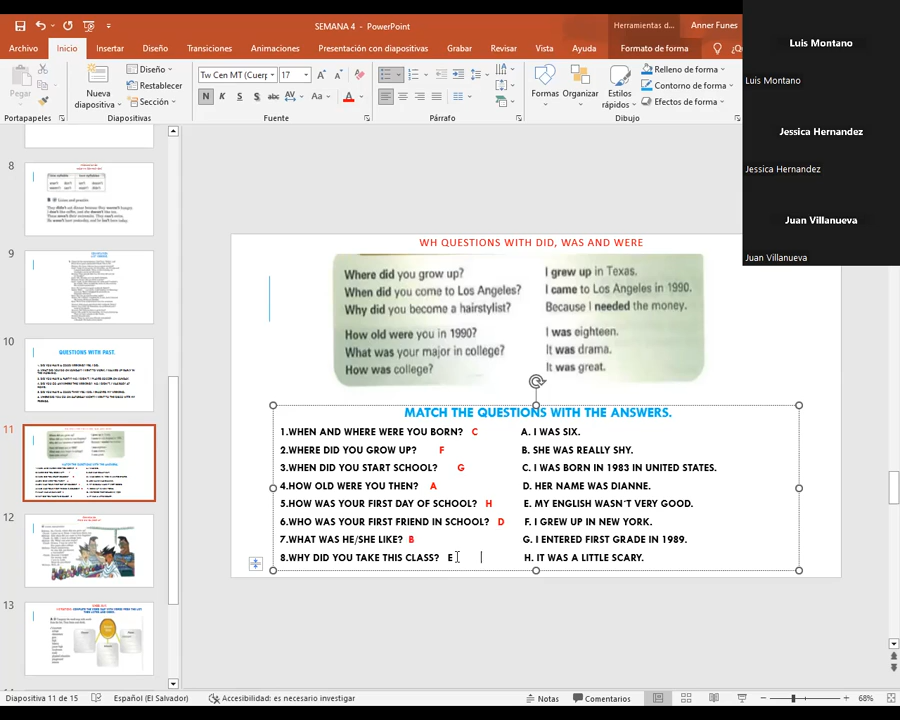 SEMANA 4 - PowerPoint
Herramientas d...
Anner Funes
Archivo
Inicio
Insertar
Diseño
Transiciones
Animaciones
Presentación con diapositivas
Grabar
Revisar
Vista
Ayuda
Formato de forma
¿Qu
Pegar
Portapapeles
Nueva
diapositiva
Diseño
Restablecer
Sección
Diapositivas
Tw Cen MT (Cuerp
17
N K S S abc AV Aa A
Fuente
Párrafo
Formas
Organizar
Estilos
rápidos
Relleno de forma
Contorno de forma
Efectos de forma
Dibujo
Luis Montano
Luis Montano
Jessica Hernandez
Jessica Hernandez
Juan Villanueva
Juan Villanueva
8
9
10
QUESTIONS WITH PAST.
11
12
13
WH QUESTIONS WITH DID, WAS AND WERE
Where did you grow up? I grew up in Texas.
When did you come to Los Angeles? I came to Los Angeles in 1990.
Why did you become a hairstylist? Because I needed the money.
How old were you in 1990? I was eighteen.
What was your major in college? It was drama.
How was college? It was great.
MATCH THE QUESTIONS WITH THE ANSWERS.
1.WHEN AND WHERE WERE YOU BORN? C A. I WAS SIX.
2.WHERE DID YOU GROW UP? F B. SHE WAS REALLY SHY.
3.WHEN DID YOU START SCHOOL? G C. I WAS BORN IN 1983 IN UNITED STATES.
4.HOW OLD WERE YOU THEN? A D. HER NAME WAS DIANNE.
5.HOW WAS YOUR FIRST DAY OF SCHOOL? H E. MY ENGLISH WASN'T VERY GOOD.
6.WHO WAS YOUR FIRST FRIEND IN SCHOOL? D F. I GREW UP IN NEW YORK.
7.WHAT WAS HE/SHE LIKE? B G. I ENTERED FIRST GRADE IN 1989.
8.WHY DID YOU TAKE THIS CLASS? E H. IT WAS A LITTLE SCARY.
Diapositiva 11 de 15
Español (El Salvador)
Accesibilidad: es necesario investigar
Notas
Comentarios
68%